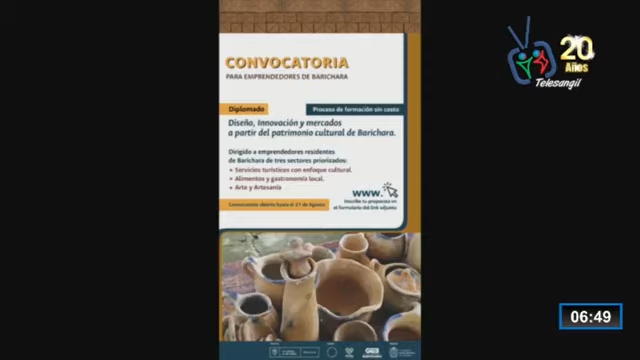 CONVOCATORIA
PARA EMPRENDEDORES DE BARICHARA
Diplomado
Proceso de formación sin costo
Diseño, Innovación y mercados
a partir del patrimonio cultural de Barichara.
Dirigido a emprendedores residentes
de Barichara de tres sectores priorizados:
• Servicios turísticos con enfoque cultural.
• Alimentos y gastronomía local.
• Arte y Artesanía
www.
Inscribe tu propuesta en
el formulario del link adjunto
Convocatoria abierta hasta el 21 de Agosto
20
Años
Telesangil
06:49